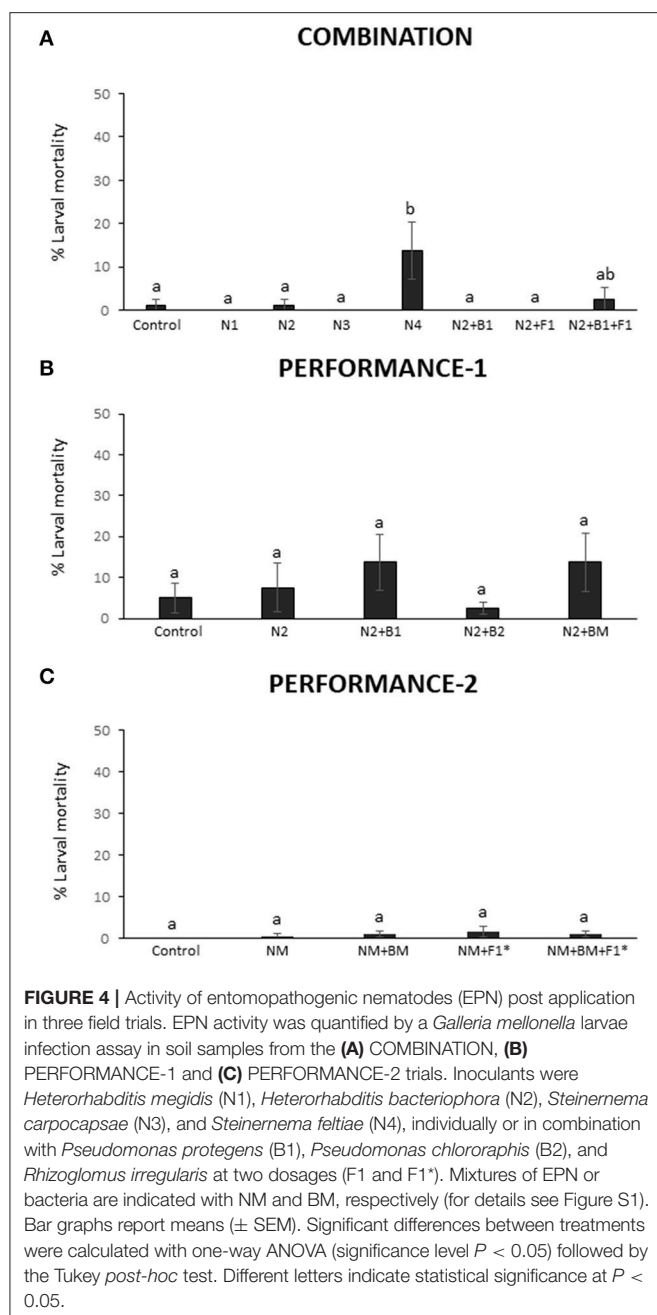 A
COMBINATION
% Larval mortality
50
40
30
20
10
0
a
a
a
a
b
a
a
ab
Control N1 N2 N3 N4 N2+B1 N2+F1 N2+B1+F1
B
PERFORMANCE-1
% Larval mortality
50
40
30
20
10
0
a
a
a
a
a
Control N2 N2+B1 N2+B2 N2+BM
C
PERFORMANCE-2
% Larval mortality
50
40
30
20
10
0
a
a
a
a
a
Control NM NM+BM NM+F1* NM+BM+F1*
FIGURE 4 | Activity of entomopathogenic nematodes (EPN) post application
in three field trials. EPN activity was quantified by a Galleria mellonella larvae
infection assay in soil samples from the (A) COMBINATION, (B)
PERFORMANCE-1 and (C) PERFORMANCE-2 trials. Inoculants were
Heterorhabditis megidis (N1), Heterorhabditis bacteriophora (N2), Steinernema
carpocapsae (N3), and Steinernema feltiae (N4), individually or in combination
with Pseudomonas protegens (B1), Pseudomonas chlororaphis (B2), and
Rhizoglomus irregularis at two dosages (F1 and F1*). Mixtures of EPN or
bacteria are indicated with NM and BM, respectively (for details see Figure S1).
Bar graphs report means (± SEM). Significant differences between treatments
were calculated with one-way ANOVA (significance level P < 0.05) followed by
the Tukey post-hoc test. Different letters indicate statistical significance at P <
0.05.